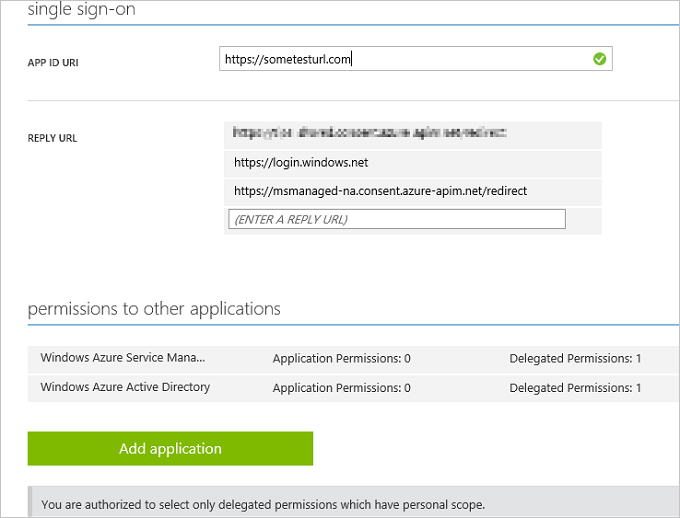 single sign-on
APP ID URI
https://sometesturl.com
REPLY URL
https://login.windows.net
https://msmanaged-na.consent.azure-apim.net/redirect
(ENTER A REPLY URL)
permissions to other applications
Windows Azure Service Mana... Application Permissions: 0 Delegated Permissions: 1
Windows Azure Active Directory Application Permissions: 0 Delegated Permissions: 1
Add application
You are authorized to select only delegated permissions which have personal scope.